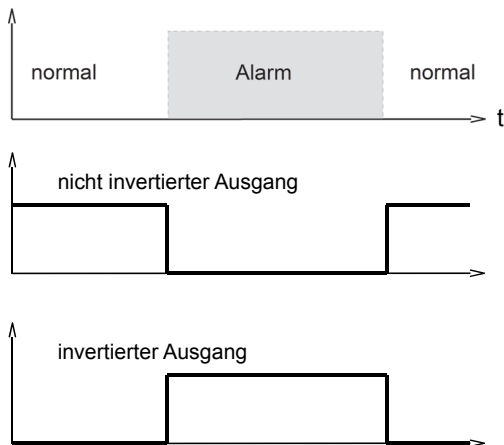 normal Alarm normal
t
nicht invertierter Ausgang
invertierter Ausgang